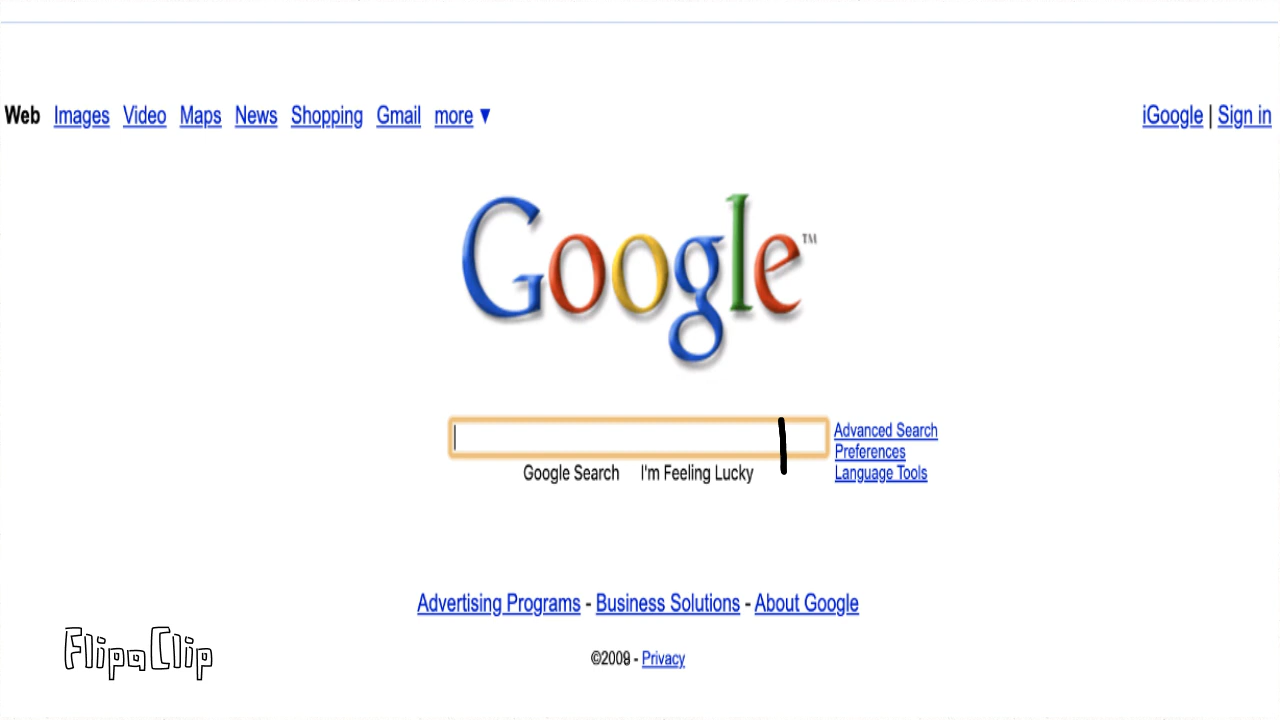 Web Images Video Maps News Shopping Gmail more ▼
iGoogle | Sign in
Google™
Advanced Search
Preferences
Language Tools
Google Search I'm Feeling Lucky
Advertising Programs - Business Solutions - About Google
©2009 - Privacy
FlipaClip